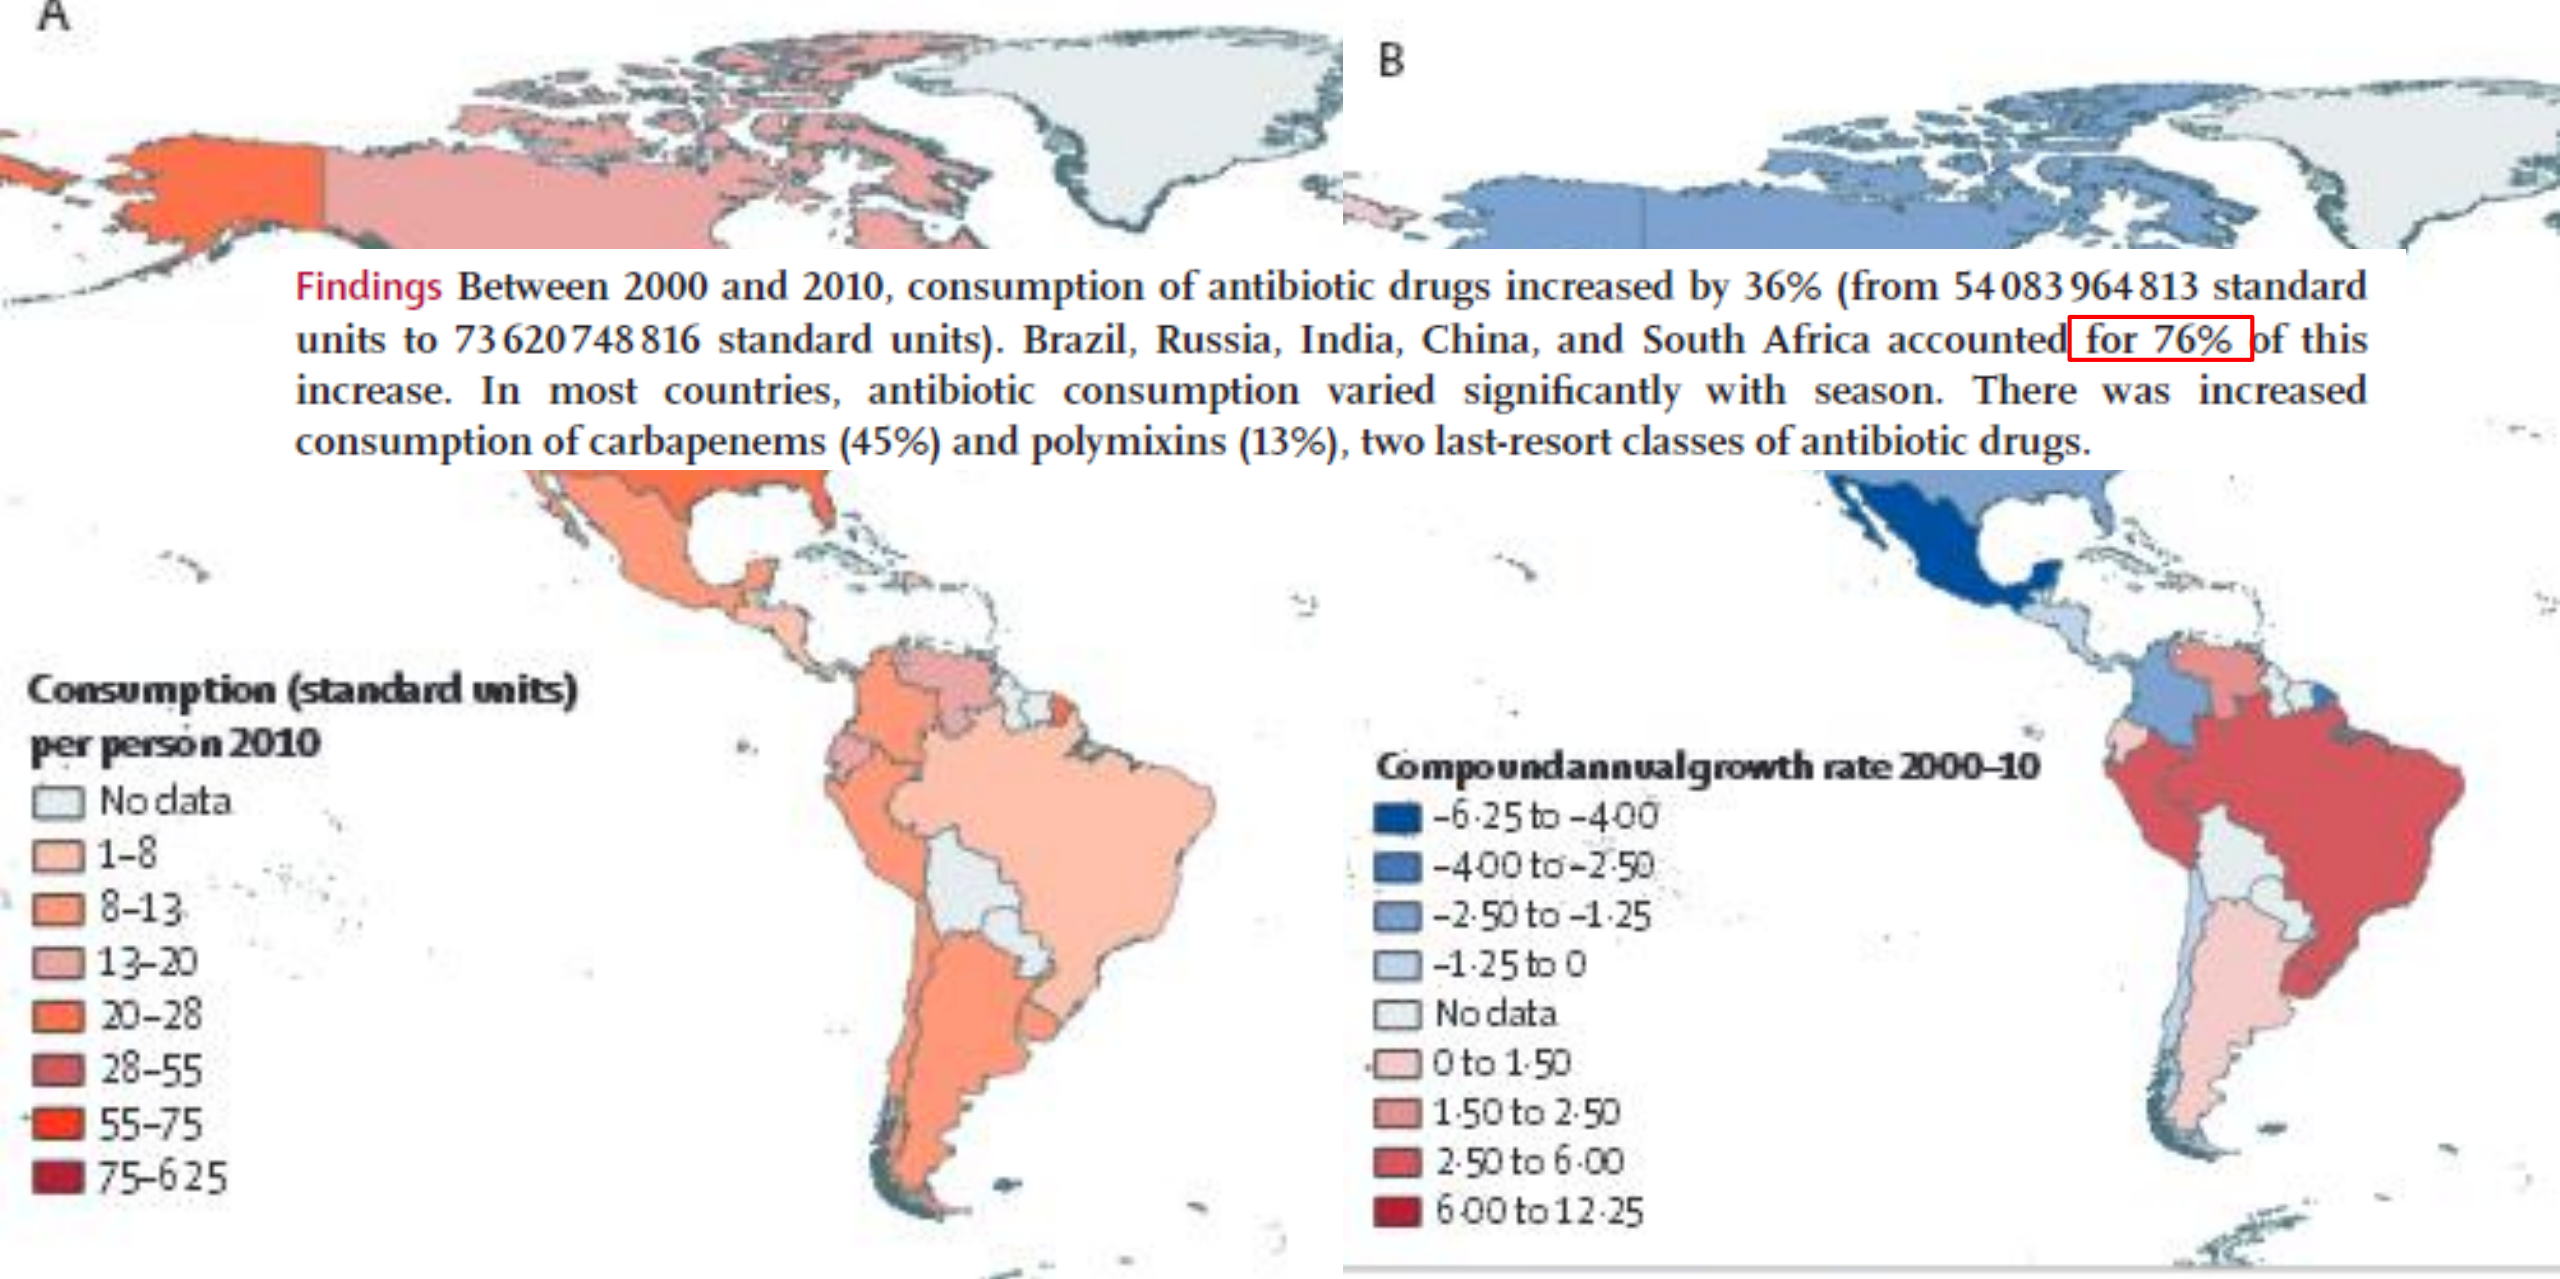 A
B
Findings Between 2000 and 2010, consumption of antibiotic drugs increased by 36% (from 54 083 964 813 standard
units to 73 620 748 816 standard units). Brazil, Russia, India, China, and South Africa accounted for 76% of this
increase. In most countries, antibiotic consumption varied significantly with season. There was increased
consumption of carbapenems (45%) and polymixins (13%), two last-resort classes of antibiotic drugs.
Consumption (standard units)
per person 2010
No data
1–8
8–13
13–20
20–28
28–55
55–75
75–625
Compound annual growth rate 2000–10
–6·25 to –4·00
–4·00 to –2·50
–2·50 to –1·25
–1·25 to 0
No data
0 to 1·50
1·50 to 2·50
2·50 to 6·00
6·00 to 12·25